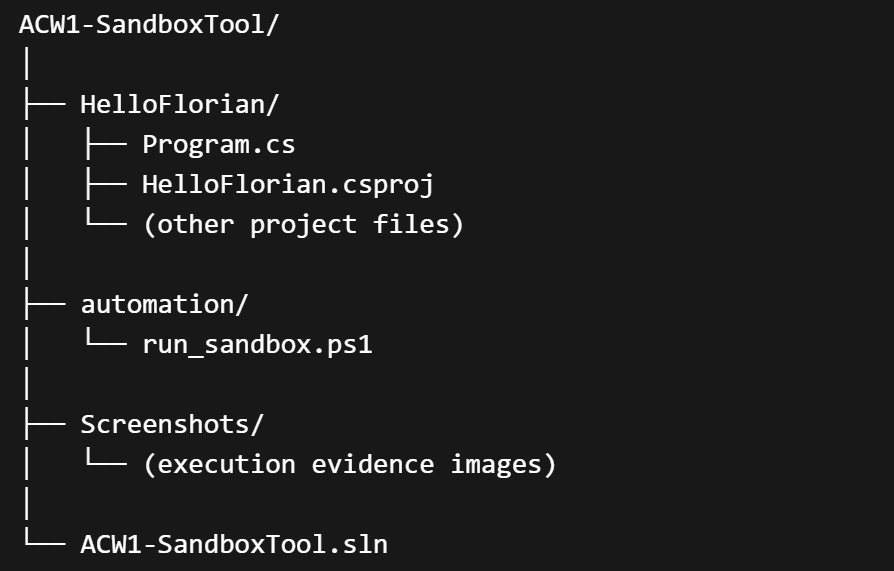 ACW1-SandboxTool/
│
├── HelloFlorian/
│   ├── Program.cs
│   ├── HelloFlorian.csproj
│   └── (other project files)
│
├── automation/
│   └── run_sandbox.ps1
│
├── Screenshots/
│   └── (execution evidence images)
│
└── ACW1-SandboxTool.sln